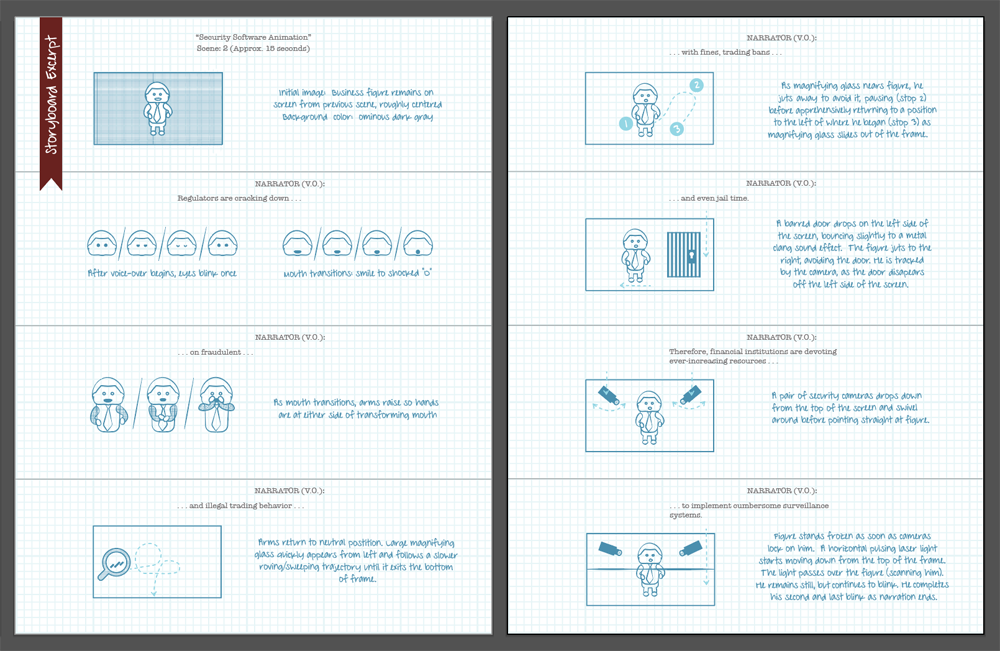 Storyboard Excerpt
"Security Software Animation"
Scene: 2 (Approx. 15 seconds)
Initial image: Business figure remains on
screen from previous scene, roughly centered
Background color: ominous dark gray
NARRATOR (V.O.):
Regulators are cracking down . . .
After voice-over begins, eyes blink once
Mouth transitions: smile to shocked "o"
NARRATOR (V.O.):
. . . on fraudulent . . .
As mouth transitions, arms raise so hands
are at either side of transforming mouth
NARRATOR (V.O.):
. . . and illegal trading behavior . . .
Arms return to neutral postition. Large magnifying
glass quickly appears from left and follows a slower
roving/sweeping trajectory until it exits the bottom
of frame.
NARRATOR (V.O.):
. . . with fines, trading bans . . .
1
2
3
As magnifying glass nears figure, he
juts away to avoid it, pausing (stop 2)
before apprehensively returning to a position
to the left of where he began (stop 3) as
magnifying glass slides out of the frame.
NARRATOR (V.O.):
. . . and even jail time.
A barred door drops on the left side of
the screen, bouncing slightly to a metal
clang sound effect. The figure juts to the
right, avoiding the door. He is tracked
by the camera, as the door disapears
off the left side of the screen.
NARRATOR (V.O.):
Therefore, financial institutions are devoting
ever-increasing resources . . .
A pair of security cameras drops down
from the top of the screen and swivel
around before pointing straight at figure.
NARRATOR (V.O.):
. . . to implement cumbersome surveillance
systems.
Figure stands frozen as soon as cameras
lock on him. A horizontal pulsing laser light
starts moving down from the top of the frame.
The light passes over the figure (scanning him).
He remains still, but continues to blink. He completes
his second and last blink as narration ends.